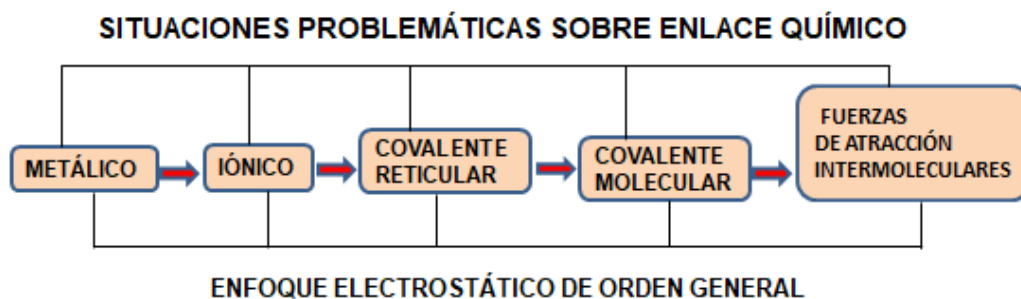 SITUACIONES PROBLEMÁTICAS SOBRE ENLACE QUÍMICO
METÁLICO
IÓNICO
COVALENTE
RETICULAR
COVALENTE
MOLECULAR
FUERZAS
DE ATRACCIÓN
INTERMOLECULARES
ENFOQUE ELECTROSTÁTICO DE ORDEN GENERAL